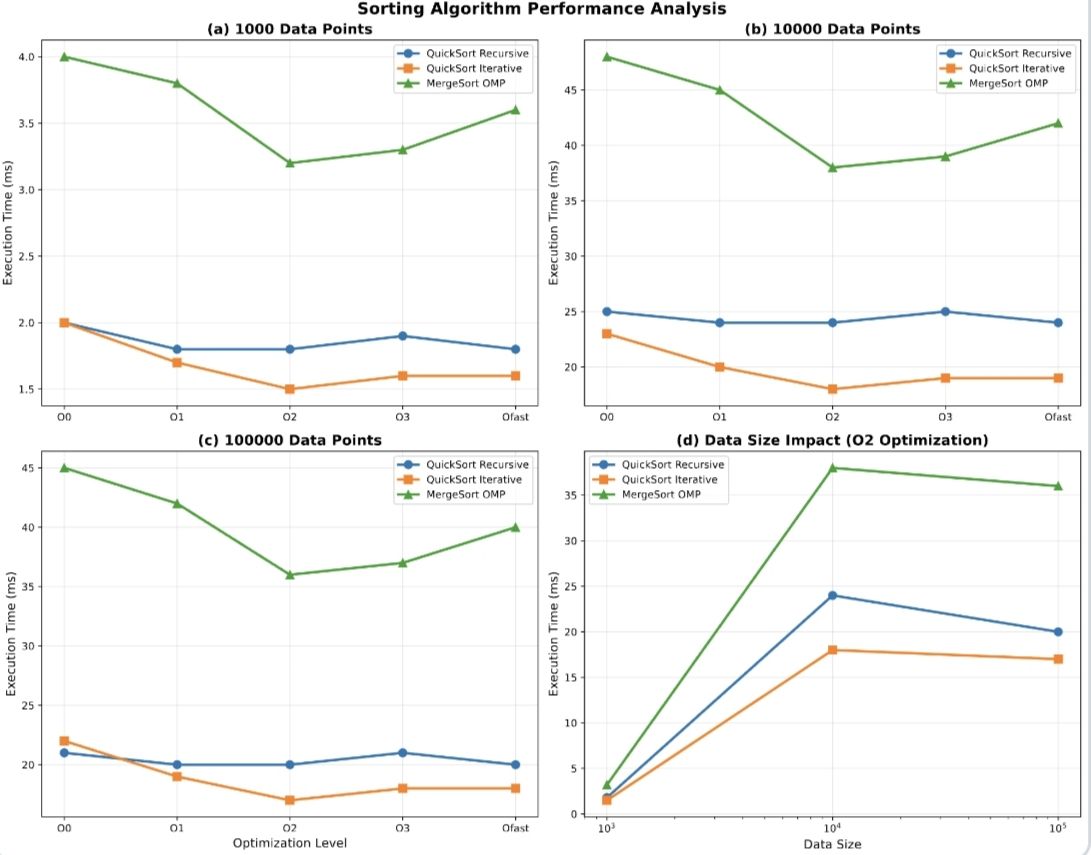 Sorting Algorithm Performance Analysis
(a) 1000 Data Points
Execution Time (ms)
4.0
3.5
3.0
2.5
2.0
1.5
QuickSort Recursive
QuickSort Iterative
MergeSort OMP
O0 O1 O2 O3 Ofast
(b) 10000 Data Points
Execution Time (ms)
45
40
35
30
25
20
QuickSort Recursive
QuickSort Iterative
MergeSort OMP
O0 O1 O2 O3 Ofast
(c) 100000 Data Points
Execution Time (ms)
45
40
35
30
25
20
QuickSort Recursive
QuickSort Iterative
MergeSort OMP
O0 O1 O2 O3 Ofast
Optimization Level
(d) Data Size Impact (O2 Optimization)
Execution Time (ms)
35
30
25
20
15
10
5
0
QuickSort Recursive
QuickSort Iterative
MergeSort OMP
10³ 10⁴ 10⁵
Data Size